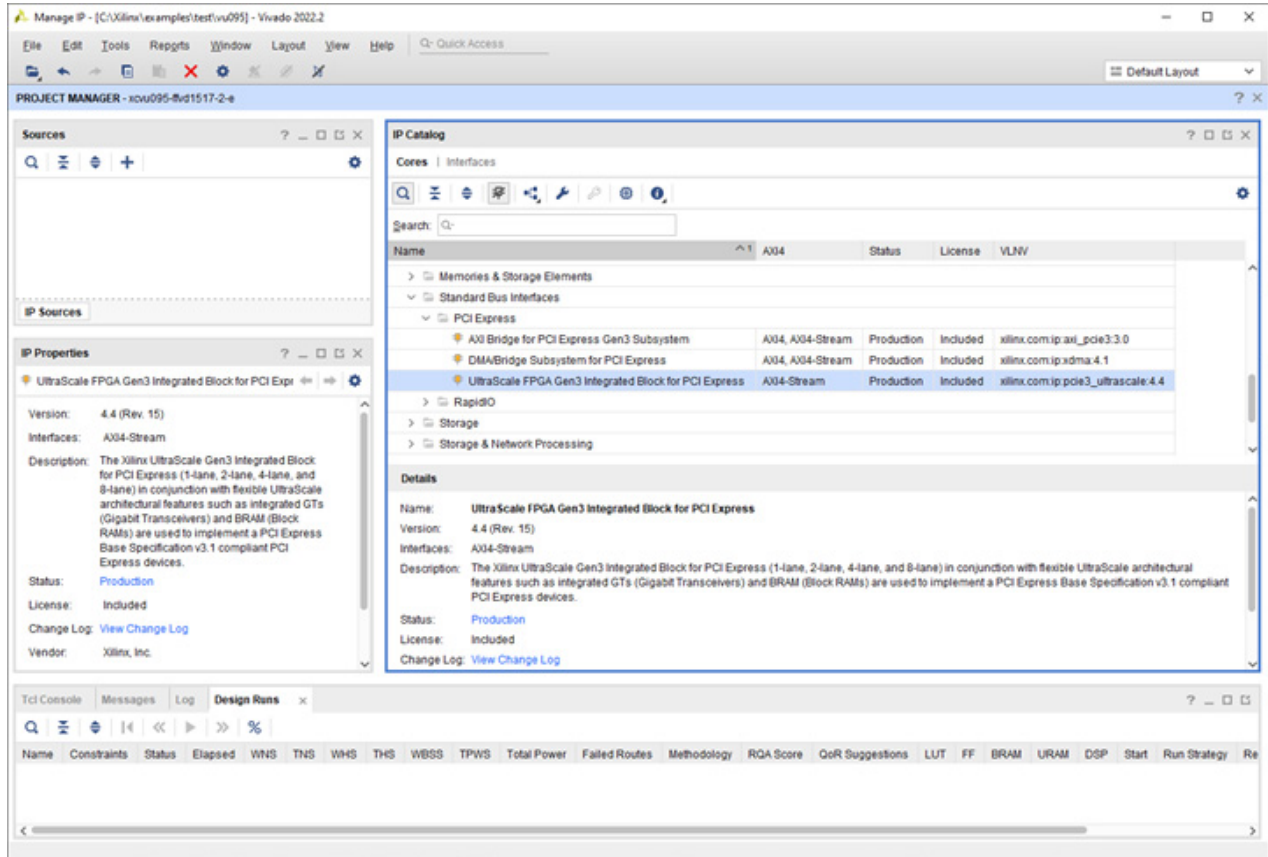 Manage IP - [C:\Xilinx\examples\test\vu095] - Vivado 2022.2
File Edit Tools Reports Window Layout View Help Quick Access
Default Layout
PROJECT MANAGER - xcvu095-ffvd1517-2-e
Sources
IP Sources
IP Properties
UltraScale FPGA Gen3 Integrated Block for PCI Expr
Version: 4.4 (Rev. 15)
Interfaces: AXI4-Stream
Description: The Xilinx UltraScale Gen3 Integrated Block
for PCI Express (1-lane, 2-lane, 4-lane, and
8-lane) in conjunction with flexible UltraScale
architectural features such as integrated GTs
(Gigabit Transceivers) and BRAM (Block
RAMs) are used to implement a PCI Express
Base Specification v3.1 compliant PCI
Express devices.
Status: Production
License: Included
Change Log: View Change Log
Vendor: Xilinx, Inc.
IP Catalog
Cores | Interfaces
Search:
Name 1 AXI4 Status License VLNV
Memories & Storage Elements
Standard Bus Interfaces
PCI Express
AXI Bridge for PCI Express Gen3 Subsystem AXI4, AXI4-Stream Production Included xilinx.com:ip:axi_pcie3:3.0
DMA/Bridge Subsystem for PCI Express AXI4, AXI4-Stream Production Included xilinx.com:ip:xdma:4.1
UltraScale FPGA Gen3 Integrated Block for PCI Express AXI4-Stream Production Included xilinx.com:ip:pcie3_ultrascale:4.4
RapidIO
Storage
Storage & Network Processing
Details
Name: UltraScale FPGA Gen3 Integrated Block for PCI Express
Version: 4.4 (Rev. 15)
Interfaces: AXI4-Stream
Description: The Xilinx UltraScale Gen3 Integrated Block for PCI Express (1-lane, 2-lane, 4-lane, and 8-lane) in conjunction with flexible UltraScale architectural
features such as integrated GTs (Gigabit Transceivers) and BRAM (Block RAMs) are used to implement a PCI Express Base Specification v3.1 compliant
PCI Express devices.
Status: Production
License: Included
Change Log: View Change Log
Tcl Console Messages Log Design Runs
Name Constraints Status Elapsed WNS TNS WHS THS WBSS TPWS Total Power Failed Routes Methodology RQA Score QoR Suggestions LUT FF BRAM URAM DSP Start Run Strategy Re